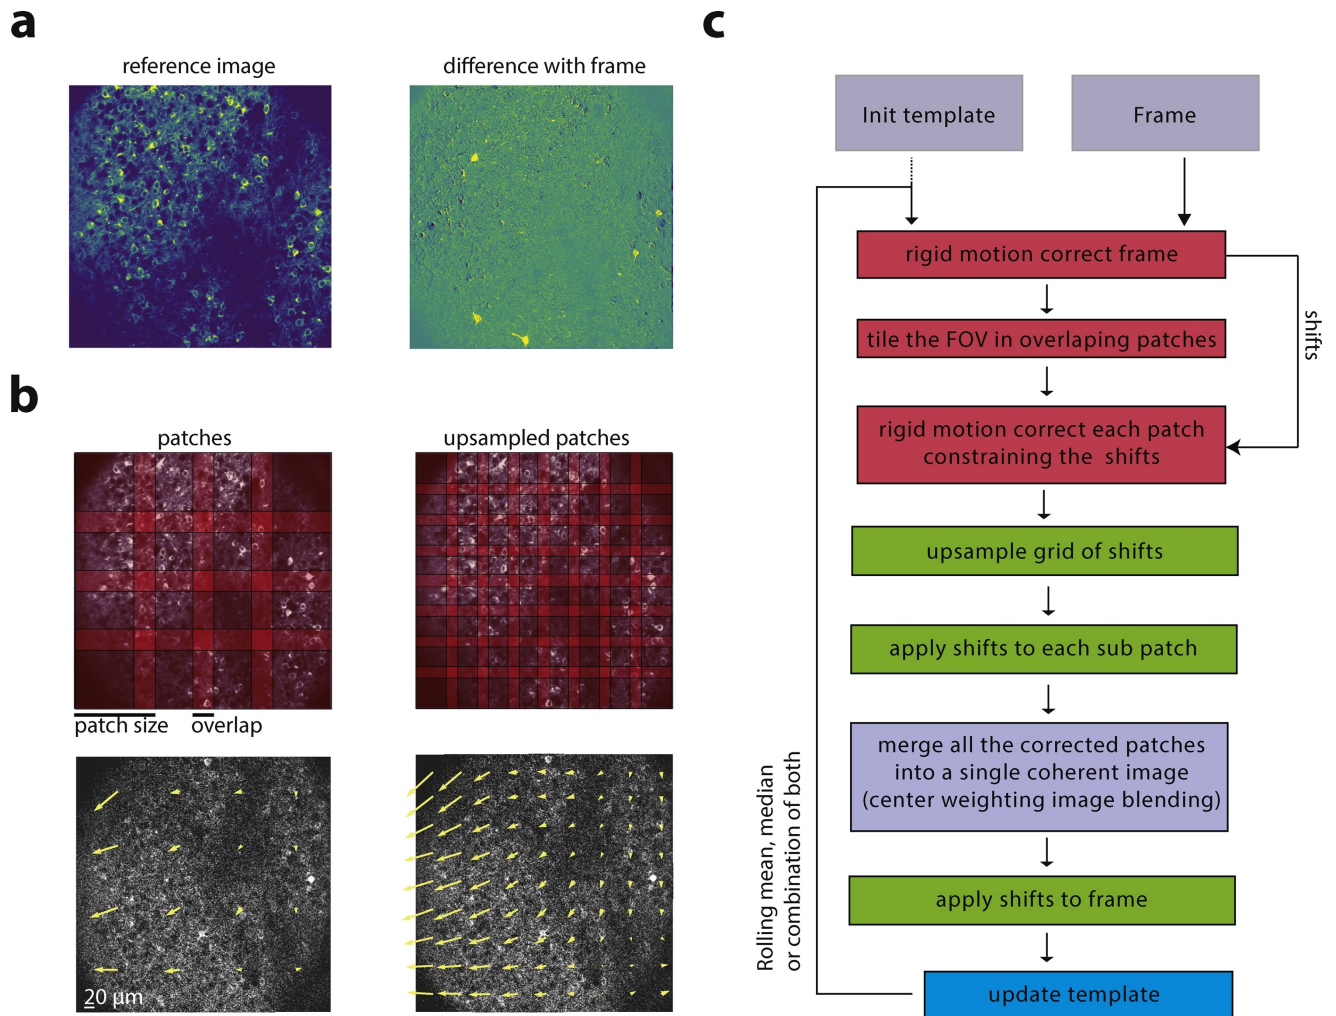 a
reference image
difference with frame
b
patches
upsampled patches
patch size
overlap
20 µm
c
Init template
Frame
rigid motion correct frame
tile the FOV in overlaping patches
rigid motion correct each patch
constraining the shifts
shifts
upsample grid of shifts
apply shifts to each sub patch
merge all the corrected patches
into a single coherent image
(center weighting image blending)
apply shifts to frame
update template
Rolling mean, median
or combination of both